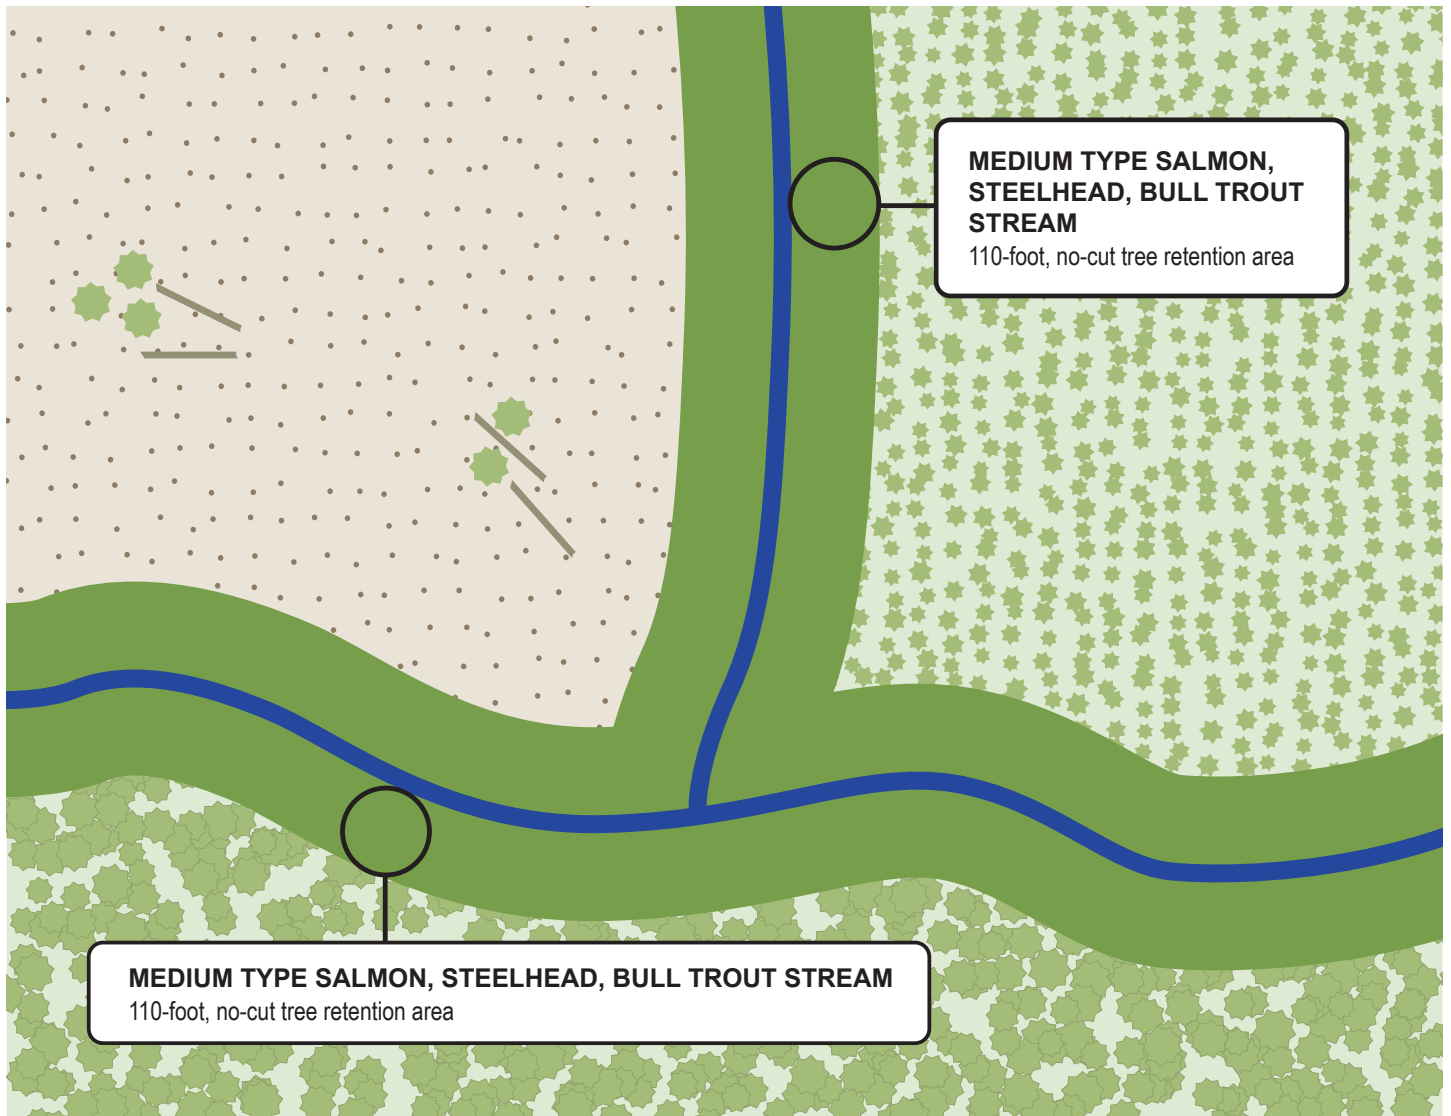 MEDIUM TYPE SALMON,
STEELHEAD, BULL TROUT
STREAM
110-foot, no-cut tree retention area
MEDIUM TYPE SALMON, STEELHEAD, BULL TROUT STREAM
110-foot, no-cut tree retention area